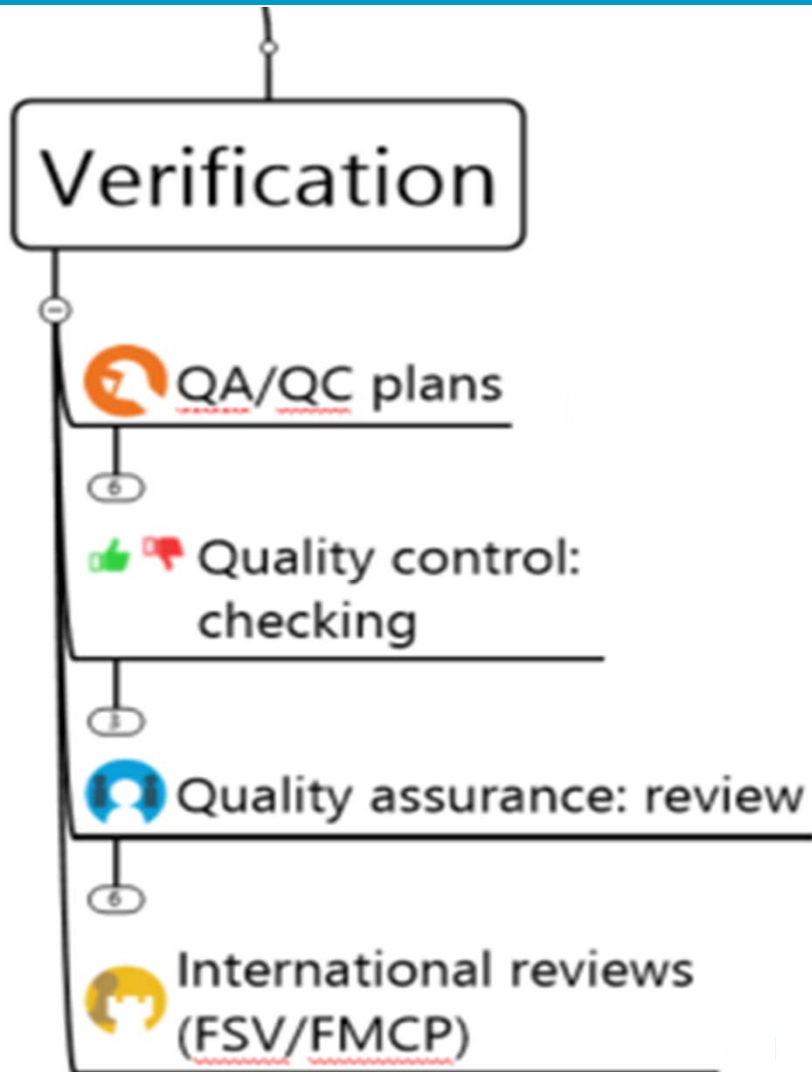 Verification
QA/QC plans
6
Quality control:
checking
3
Quality assurance: review
6
International reviews
(FSV/FMCP)